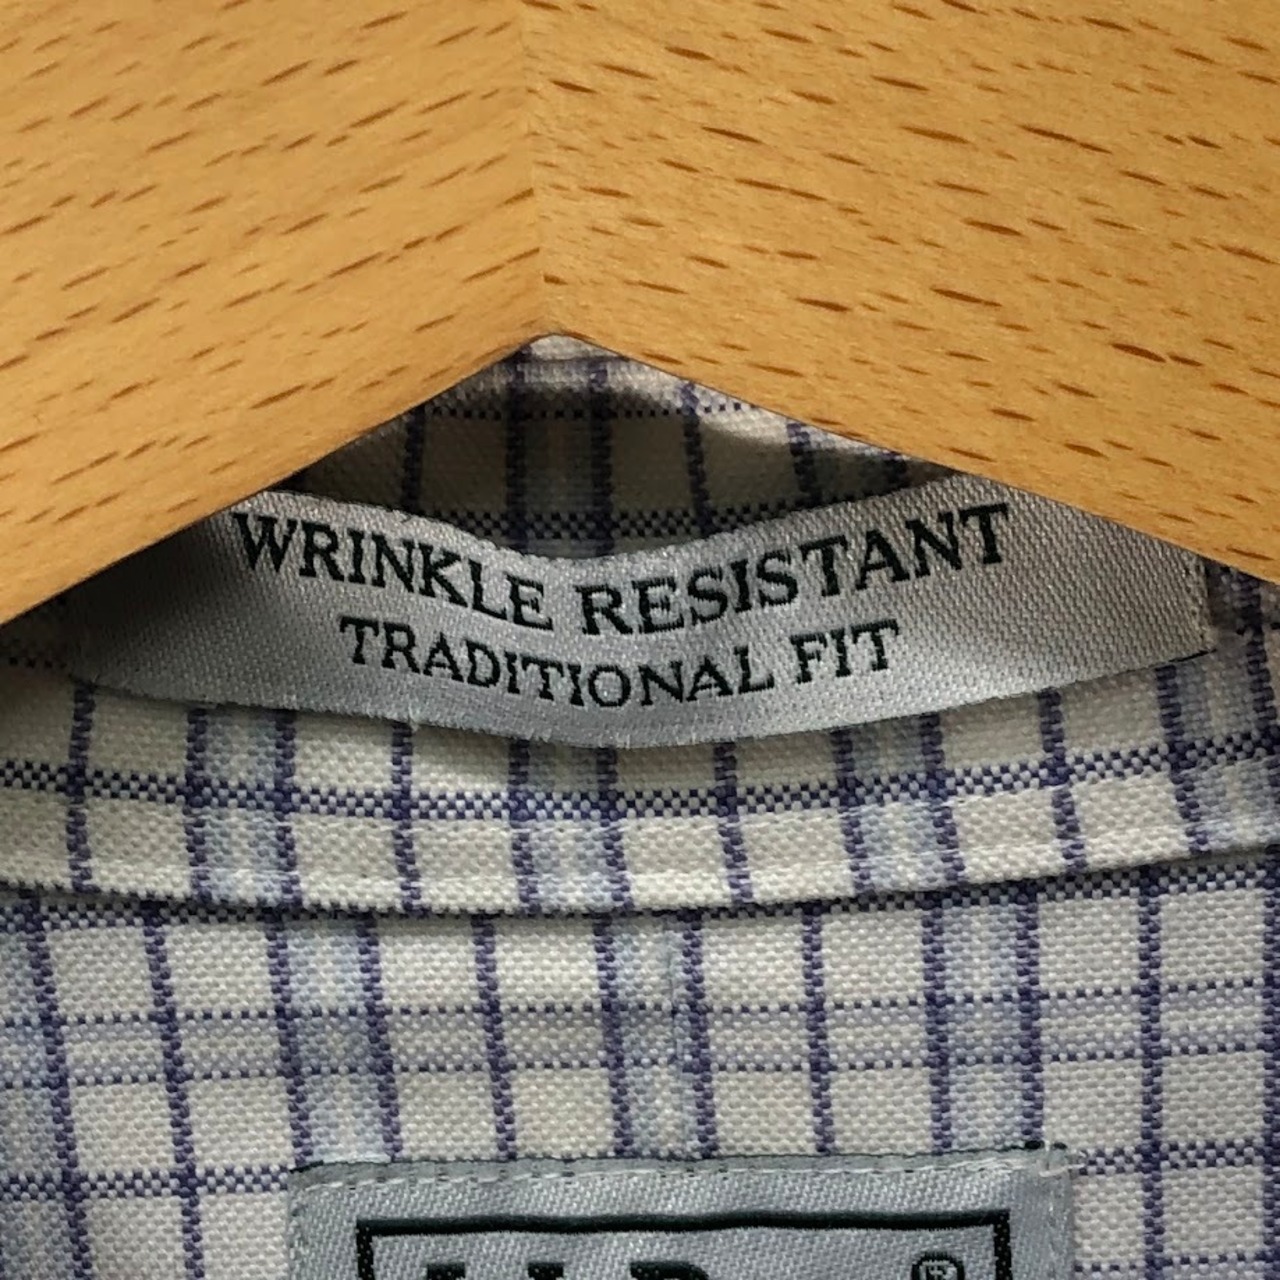 WRINKLE RESISTANT
TRADITIONAL FIT
®